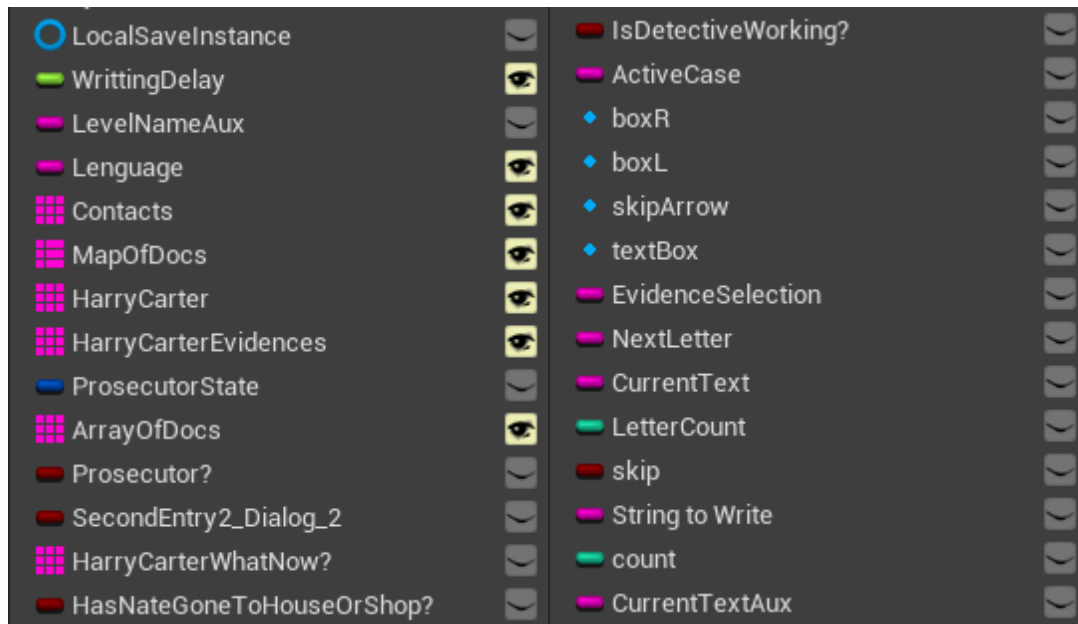 LocalSaveInstance
WrittingDelay
LevelNameAux
Lenguage
Contacts
MapOfDocs
HarryCarter
HarryCarterEvidences
ProsecutorState
ArrayOfDocs
Prosecutor?
SecondEntry2_Dialog_2
HarryCarterWhatNow?
HasNateGoneToHouseOrShop?
IsDetectiveWorking?
ActiveCase
boxR
boxL
skipArrow
textBox
EvidenceSelection
NextLetter
CurrentText
LetterCount
skip
String to Write
count
CurrentTextAux